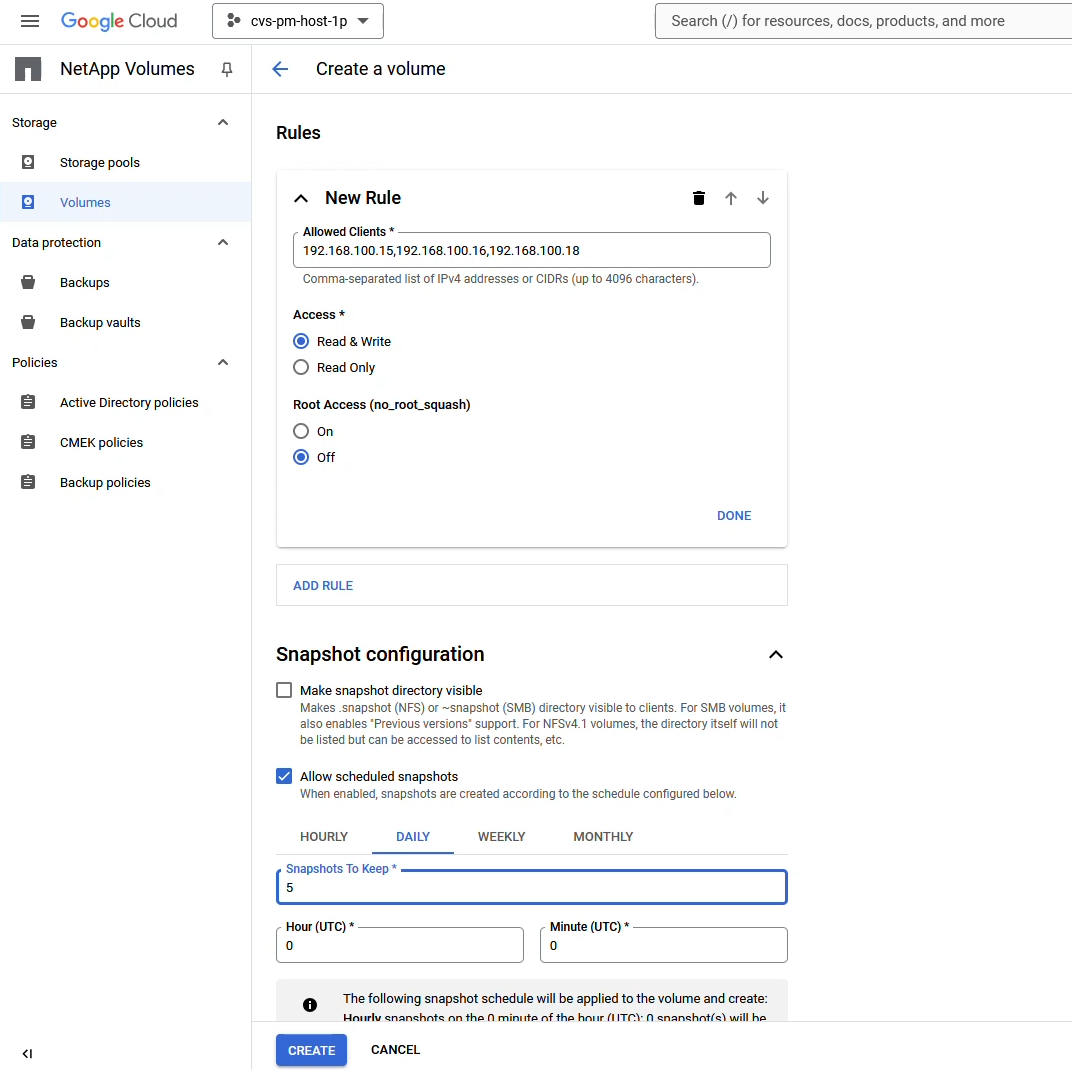 Google Cloud
cvs-pm-host-1p
Search (/) for resources, docs, products, and more
NetApp Volumes
Create a volume
Storage
Storage pools
Volumes
Data protection
Backups
Backup vaults
Policies
Active Directory policies
CMEK policies
Backup policies
Rules
New Rule
Allowed Clients *
192.168.100.15,192.168.100.16,192.168.100.18
Comma-separated list of IPv4 addresses or CIDRs (up to 4096 characters).
Access *
Read & Write
Read Only
Root Access (no_root_squash)
On
Off
DONE
ADD RULE
Snapshot configuration
Make snapshot directory visible
Makes .snapshot (NFS) or ~snapshot (SMB) directory visible to clients. For SMB volumes, it
also enables "Previous versions" support. For NFSv4.1 volumes, the directory itself will not
be listed but can be accessed to list contents, etc.
Allow scheduled snapshots
When enabled, snapshots are created according to the schedule configured below.
HOURLY DAILY WEEKLY MONTHLY
Snapshots To Keep *
5
Hour (UTC) * Minute (UTC) *
0 0
The following snapshot schedule will be applied to the volume and create:
Hourly snapshots on the 0 minute of the hour (UTC); 0 snapshot(s) will be
CREATE CANCEL